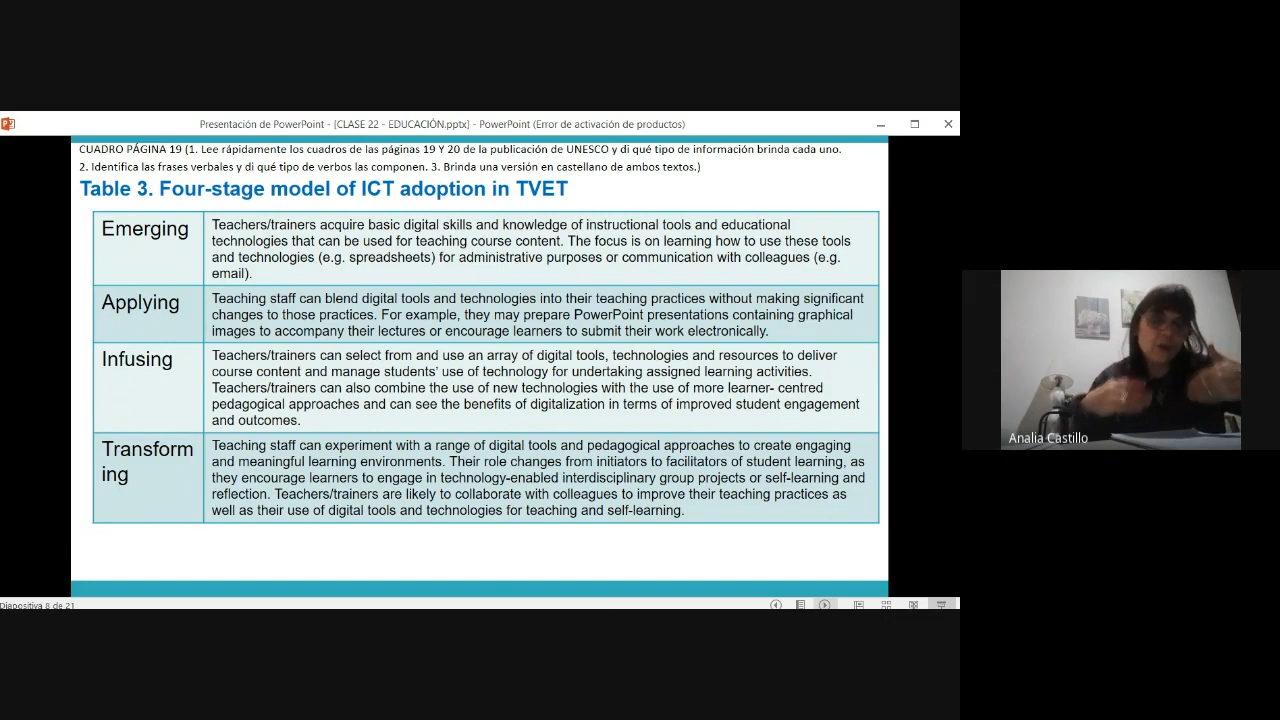 Presentación de PowerPoint - [CLASE 22 - EDUCACIÓN.pptx] - PowerPoint (Error de activación de productos)
CUADRO PÁGINA 19 (1. Lee rápidamente los cuadros de las páginas 19 Y 20 de la publicación de UNESCO y di qué tipo de información brinda cada uno.
2. Identifica las frases verbales y di qué tipo de verbos las componen. 3. Brinda una versión en castellano de ambos textos.)
Table 3. Four-stage model of ICT adoption in TVET
Emerging
Teachers/trainers acquire basic digital skills and knowledge of instructional tools and educational
technologies that can be used for teaching course content. The focus is on learning how to use these tools
and technologies (e.g. spreadsheets) for administrative purposes or communication with colleagues (e.g.
email).
Applying
Teaching staff can blend digital tools and technologies into their teaching practices without making significant
changes to those practices. For example, they may prepare PowerPoint presentations containing graphical
images to accompany their lectures or encourage learners to submit their work electronically.
Infusing
Teachers/trainers can select from and use an array of digital tools, technologies and resources to deliver
course content and manage students' use of technology for undertaking assigned learning activities.
Teachers/trainers can also combine the use of new technologies with the use of more learner- centred
pedagogical approaches and can see the benefits of digitalization in terms of improved student engagement
and outcomes.
Transform
ing
Teaching staff can experiment with a range of digital tools and pedagogical approaches to create engaging
and meaningful learning environments. Their role changes from initiators to facilitators of student learning, as
they encourage learners to engage in technology-enabled interdisciplinary group projects or self-learning and
reflection. Teachers/trainers are likely to collaborate with colleagues to improve their teaching practices as
well as their use of digital tools and technologies for teaching and self-learning.
Diapositiva 8 de 21
Analia Castillo